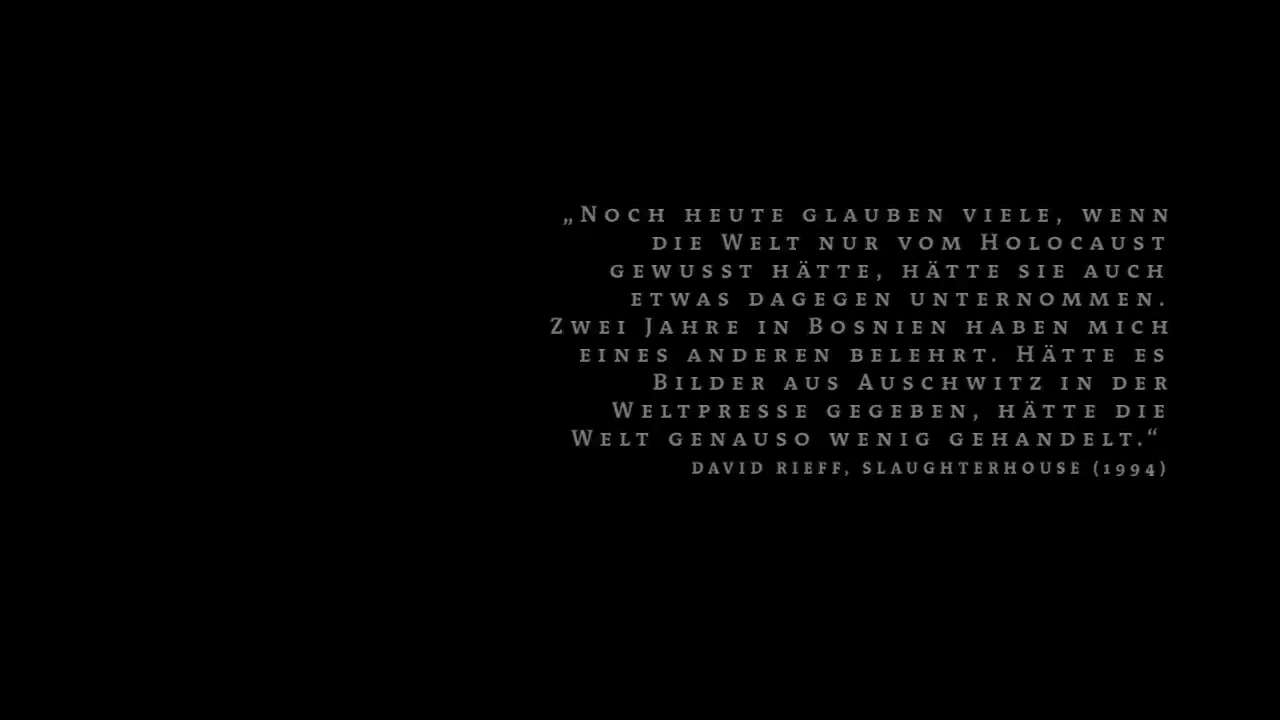 „Noch heute glauben viele, wenn
die Welt nur vom Holocaust
gewusst hätte, hätte sie auch
etwas dagegen unternommen.
Zwei Jahre in Bosnien haben mich
eines anderen belehrt. Hätte es
Bilder aus Auschwitz in der
Weltpresse gegeben, hätte die
Welt genauso wenig gehandelt.“
david rieff, slaughterhouse (1994)